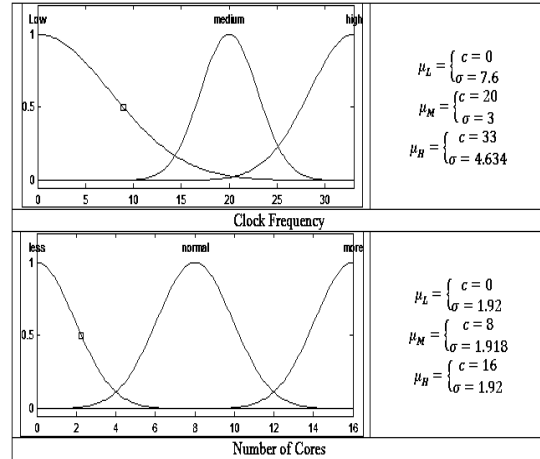 Low medium high
1
0.5
0
0 5 10 15 20 25 30
μL = { c = 0
σ = 7.6
μM = { c = 20
σ = 3
μH = { c = 33
σ = 4.634
Clock Frequency
less normal more
1
0.5
0
0 2 4 6 8 10 12 14 16
μL = { c = 0
σ = 1.92
μM = { c = 8
σ = 1.918
μH = { c = 16
σ = 1.92
Number of Cores